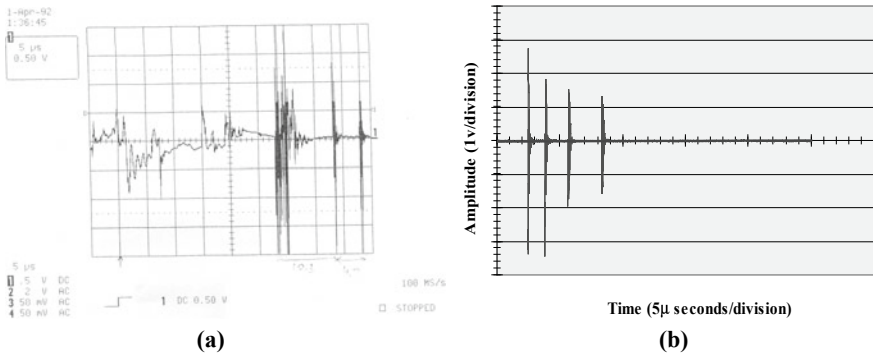 1-Apr-92
1:36:45
1
5 µs
0.50 V
5 µs
1 .5 V DC
2 2 V AC
3 50 mV AC
4 50 mV AC
1 DC 0.50 V
100 MS/s
□ STOPPED
(a)
(b)
Amplitude (1v/division)
Time (5µ seconds/division)
(b)